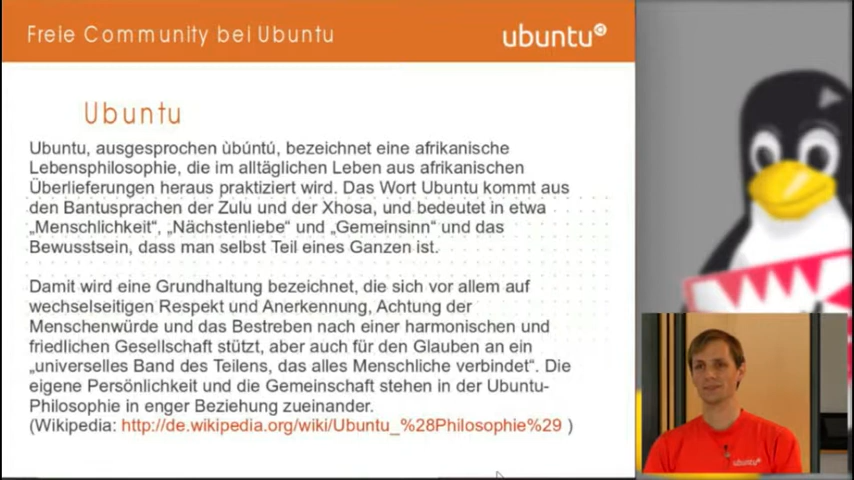 Freie Community bei Ubuntu
ubuntu
Ubuntu
Ubuntu, ausgesprochen ùbúntú, bezeichnet eine afrikanische
Lebensphilosophie, die im alltäglichen Leben aus afrikanischen
Überlieferungen heraus praktiziert wird. Das Wort Ubuntu kommt aus
den Bantusprachen der Zulu und der Xhosa, und bedeutet in etwa
„Menschlichkeit“, „Nächstenliebe“ und „Gemeinsinn“ und das
Bewusstsein, dass man selbst Teil eines Ganzen ist.
Damit wird eine Grundhaltung bezeichnet, die sich vor allem auf
wechselseitigen Respekt und Anerkennung, Achtung der
Menschenwürde und das Bestreben nach einer harmonischen und
friedlichen Gesellschaft stützt, aber auch für den Glauben an ein
„universelles Band des Teilens, das alles Menschliche verbindet“. Die
eigene Persönlichkeit und die Gemeinschaft stehen in der Ubuntu-
Philosophie in enger Beziehung zueinander.
(Wikipedia: http://de.wikipedia.org/wiki/Ubuntu_%28Philosophie%29 )
ubuntu